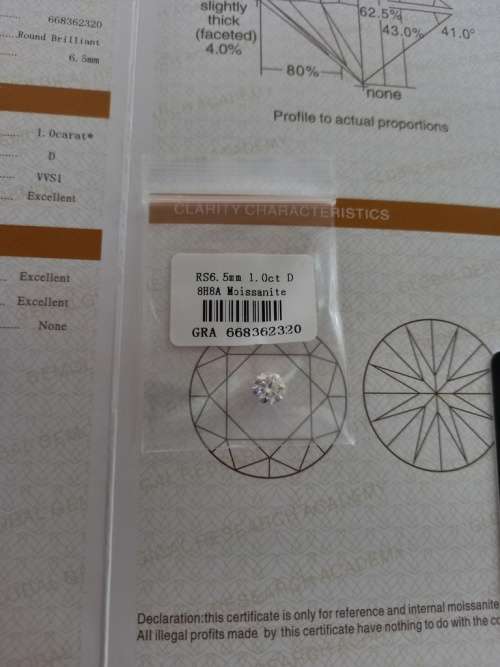 668362320
Round Brilliant
6.5mm
1.0carat*
D
VVS1
Excellent
Excellent
Excellent
None
slightly
thick
(faceted)
4.0%
62.5%
43.0%
41.0°
80%
none
Profile to actual proportions
CLARITY CHARACTERISTICS
RS6.5mm 1.0ct D
8H8A Moissanite
GRA 668362320
GEMOLOGICAL RESEARCH ACADEMY
Declaration:this certificate is only for reference and internal moissanite
All illegal profits made by this certificate have nothing to do with the